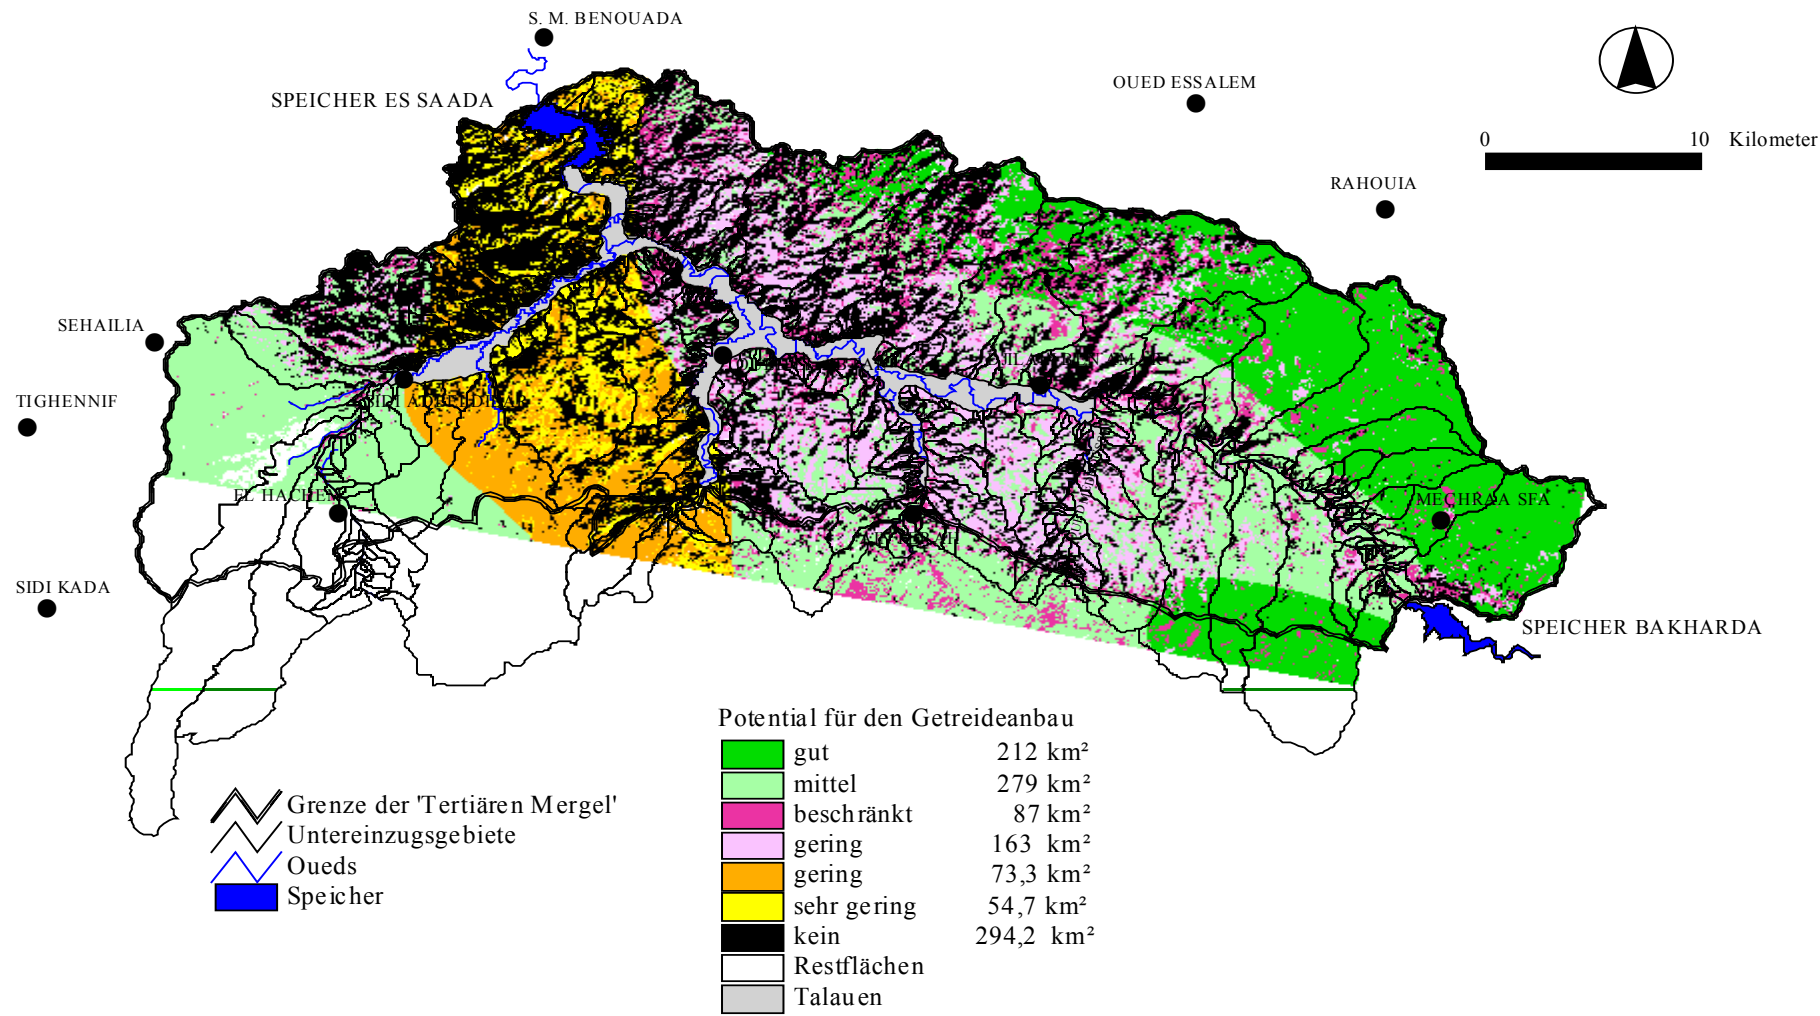 S. M. BENOUADA
OUED ESSALEM
SPEICHER ES SAADA
0 10 Kilometer
RAHOUIA
SEHAILIA
TIGHENNIF
EL HACHEM
MECHRAA SFA
SIDI KADA
SPEICHER BAKHARDA
Potential für den Getreideanbau
gut 212 km²
mittel 279 km²
beschränkt 87 km²
gering 163 km²
gering 73,3 km²
sehr gering 54,7 km²
kein 294,2 km²
Restflächen
Talauen
Grenze der 'Tertiären Mergel'
Untereinzugsgebiete
Oueds
Speicher